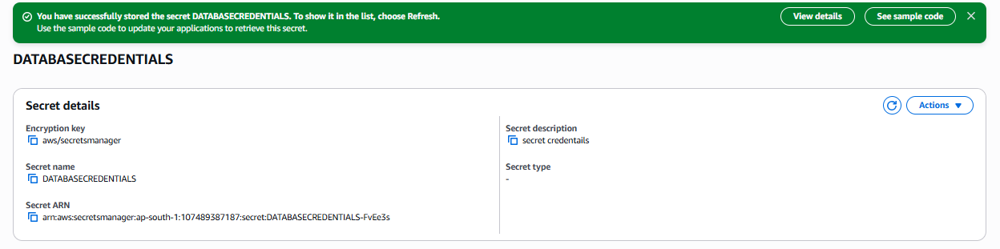 You have successfully stored the secret DATABASECREDENTIALS. To show it in the list, choose Refresh.
Use the sample code to update your applications to retrieve this secret.
View details
See sample code
DATABASECREDENTIALS
Secret details
Actions
Encryption key
aws/secretsmanager
Secret description
secret credentails
Secret name
DATABASECREDENTIALS
Secret type
-
Secret ARN
arn:aws:secretsmanager:ap-south-1:107489387187:secret:DATABASECREDENTIALS-FvEe3s